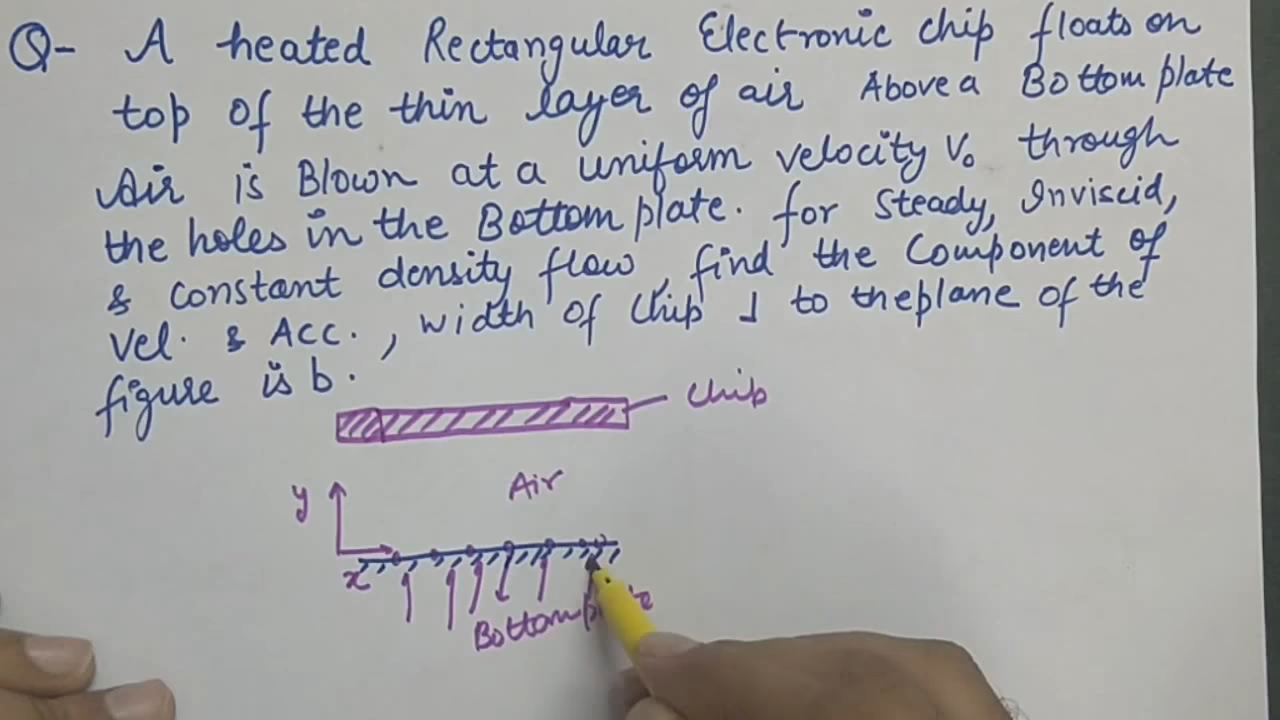 Q- A heated Rectangular Electronic chip floats on
top of the thin layer of air Above a Bottom plate
Air is Blown at a uniform velocity V₀ through
the holes in the Bottom plate. for Steady, Inviscid,
& constant density flow, find the Component of
Vel. & Acc., width of Chip ⊥ to the plane of the
figure is b.
Chip
Air
y
x
Bottom